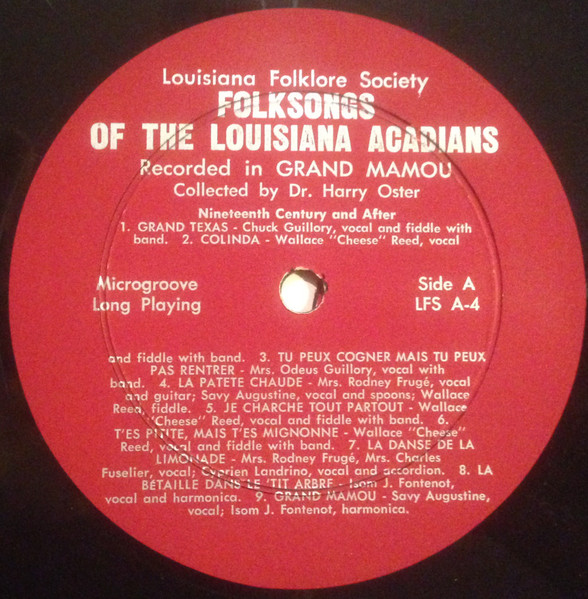 Louisiana Folklore Society
FOLKSONGS
OF THE LOUISIANA ACADIANS
Recorded in GRAND MAMOU
Collected by Dr. Harry Oster
Nineteenth Century and After
1. GRAND TEXAS - Chuck Guillory, vocal and fiddle with
band. 2. COLINDA - Wallace "Cheese" Reed, vocal
Microgroove
Long Playing
Side A
LFS A-4
and fiddle with band. 3. TU PEUX COGNER MAIS TU PEUX
PAS RENTRER - Mrs. Odeus Guillory, vocal with
band. 4. LA PATETE CHAUDE - Mrs. Rodney Frugé, vocal
and guitar; Savy Augustine, vocal and spoons; Wallace
Reed, fiddle. 5. JE CHARCHE TOUT PARTOUT - Wallace
"Cheese" Reed, vocal and fiddle with band. 6.
T'ES PITITE, MAIS T'ES MIGNONNE - Wallace "Cheese"
Reed, vocal and fiddle with band. 7. LA DANSE DE LA
LIMONADE - Mrs. Rodney Frugé, Mrs. Charles
Fuselier, vocal; Cyprien Landrino, vocal and accordion. 8. LA
BÉTAILLE DANS LE 'TIT ARBRE - Isom J. Fontenot,
vocal and harmonica. 9. GRAND MAMOU - Savy Augustine,
vocal; Isom J. Fontenot, harmonica.